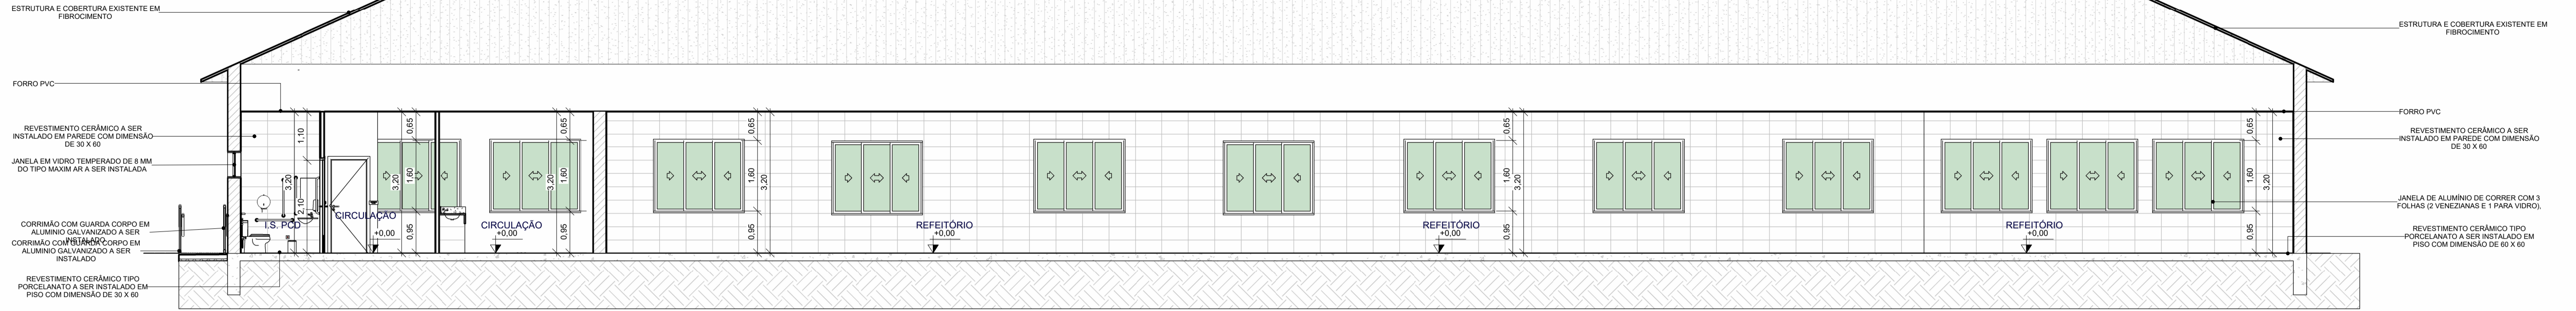 ESTRUTURA E COBERTURA EXISTENTE EM
FIBROCIMENTO
FORRO PVC
REVESTIMENTO CERÂMICO A SER
INSTALADO EM PAREDE COM DIMENSÃO
DE 30 X 60
JANELA EM VIDRO TEMPERADO DE 8 MM
DO TIPO MAXIM AR A SER INSTALADA
CORRIMÃO COM GUARDA CORPO EM
ALUMINIO GALVANIZADO A SER
INSTALADO
CORRIMÃO COM GUARDA CORPO EM
ALUMINIO GALVANIZADO A SER
INSTALADO
REVESTIMENTO CERÂMICO TIPO
PORCELANATO A SER INSTALADO EM
PISO COM DIMENSÃO DE 30 X 60
1,10
3,20
2,10
I.S. PCD
CIRCULAÇÃO
+0,00
0,65
3,20
1,60
0,95
CIRCULAÇÃO
+0,00
0,65
3,20
1,60
0,95
0,65
1,60
3,20
0,95
REFEITÓRIO
+0,00
REFEITÓRIO
+0,00
0,65
1,60
3,20
0,95
REFEITÓRIO
+0,00
0,65
1,60
3,20
0,95
ESTRUTURA E COBERTURA EXISTENTE EM
FIBROCIMENTO
FORRO PVC
REVESTIMENTO CERÂMICO A SER
INSTALADO EM PAREDE COM DIMENSÃO
DE 30 X 60
JANELA DE ALUMÍNIO DE CORRER COM 3
FOLHAS (2 VENEZIANAS E 1 PARA VIDRO),
REVESTIMENTO CERÂMICO TIPO
PORCELANATO A SER INSTALADO EM
PISO COM DIMENSÃO DE 60 X 60